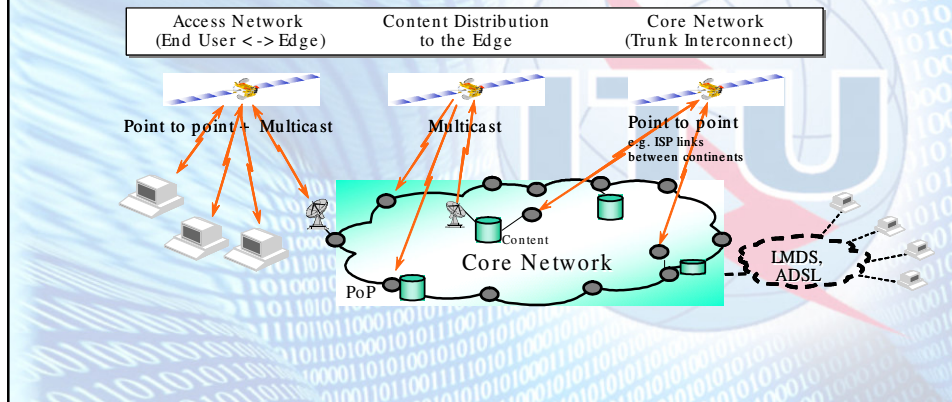 Access Network
(End User <-> Edge)
Content Distribution
to the Edge
Core Network
(Trunk Interconnect)
Point to point + Multicast
Multicast
Point to point
e.g. ISP links
between continents
Content
Core Network
PoP
LMDS,
ADSL
ITU